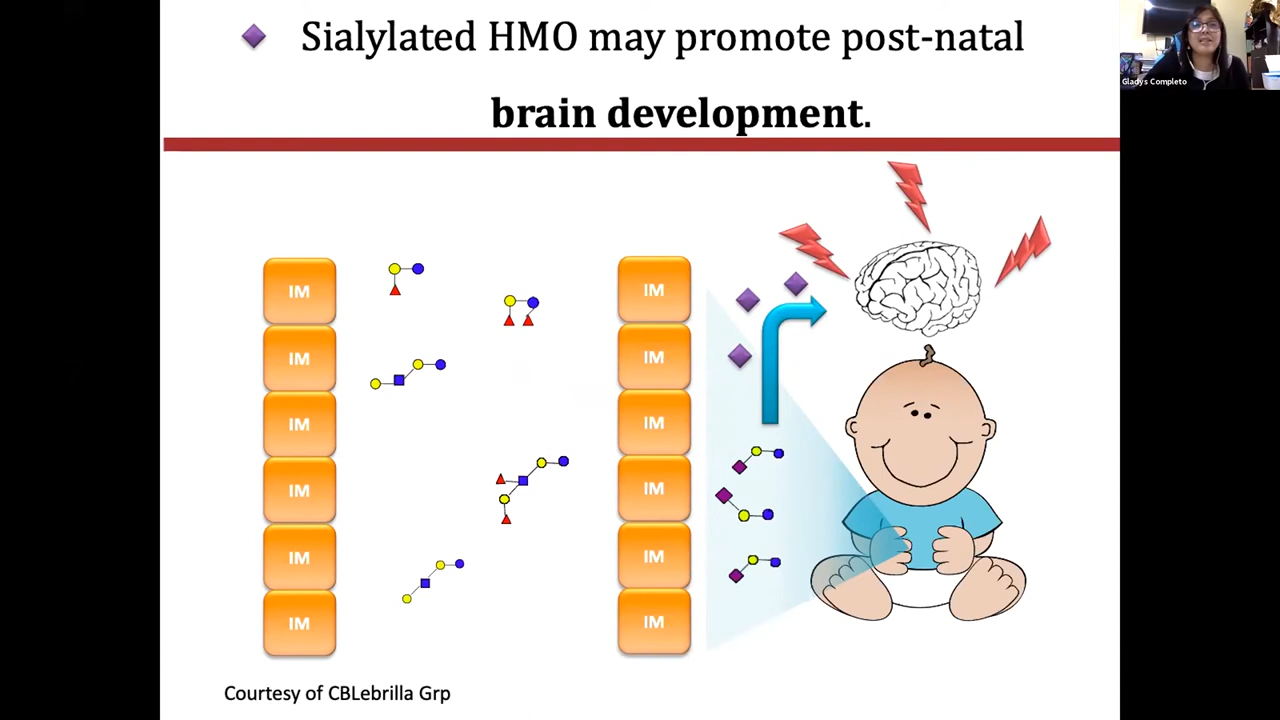 Sialylated HMO may promote post-natal
brain development.
Gladys Completo
IM
IM
IM
IM
IM
IM
IM
IM
IM
IM
IM
IM
Courtesy of CBLebrilla Grp